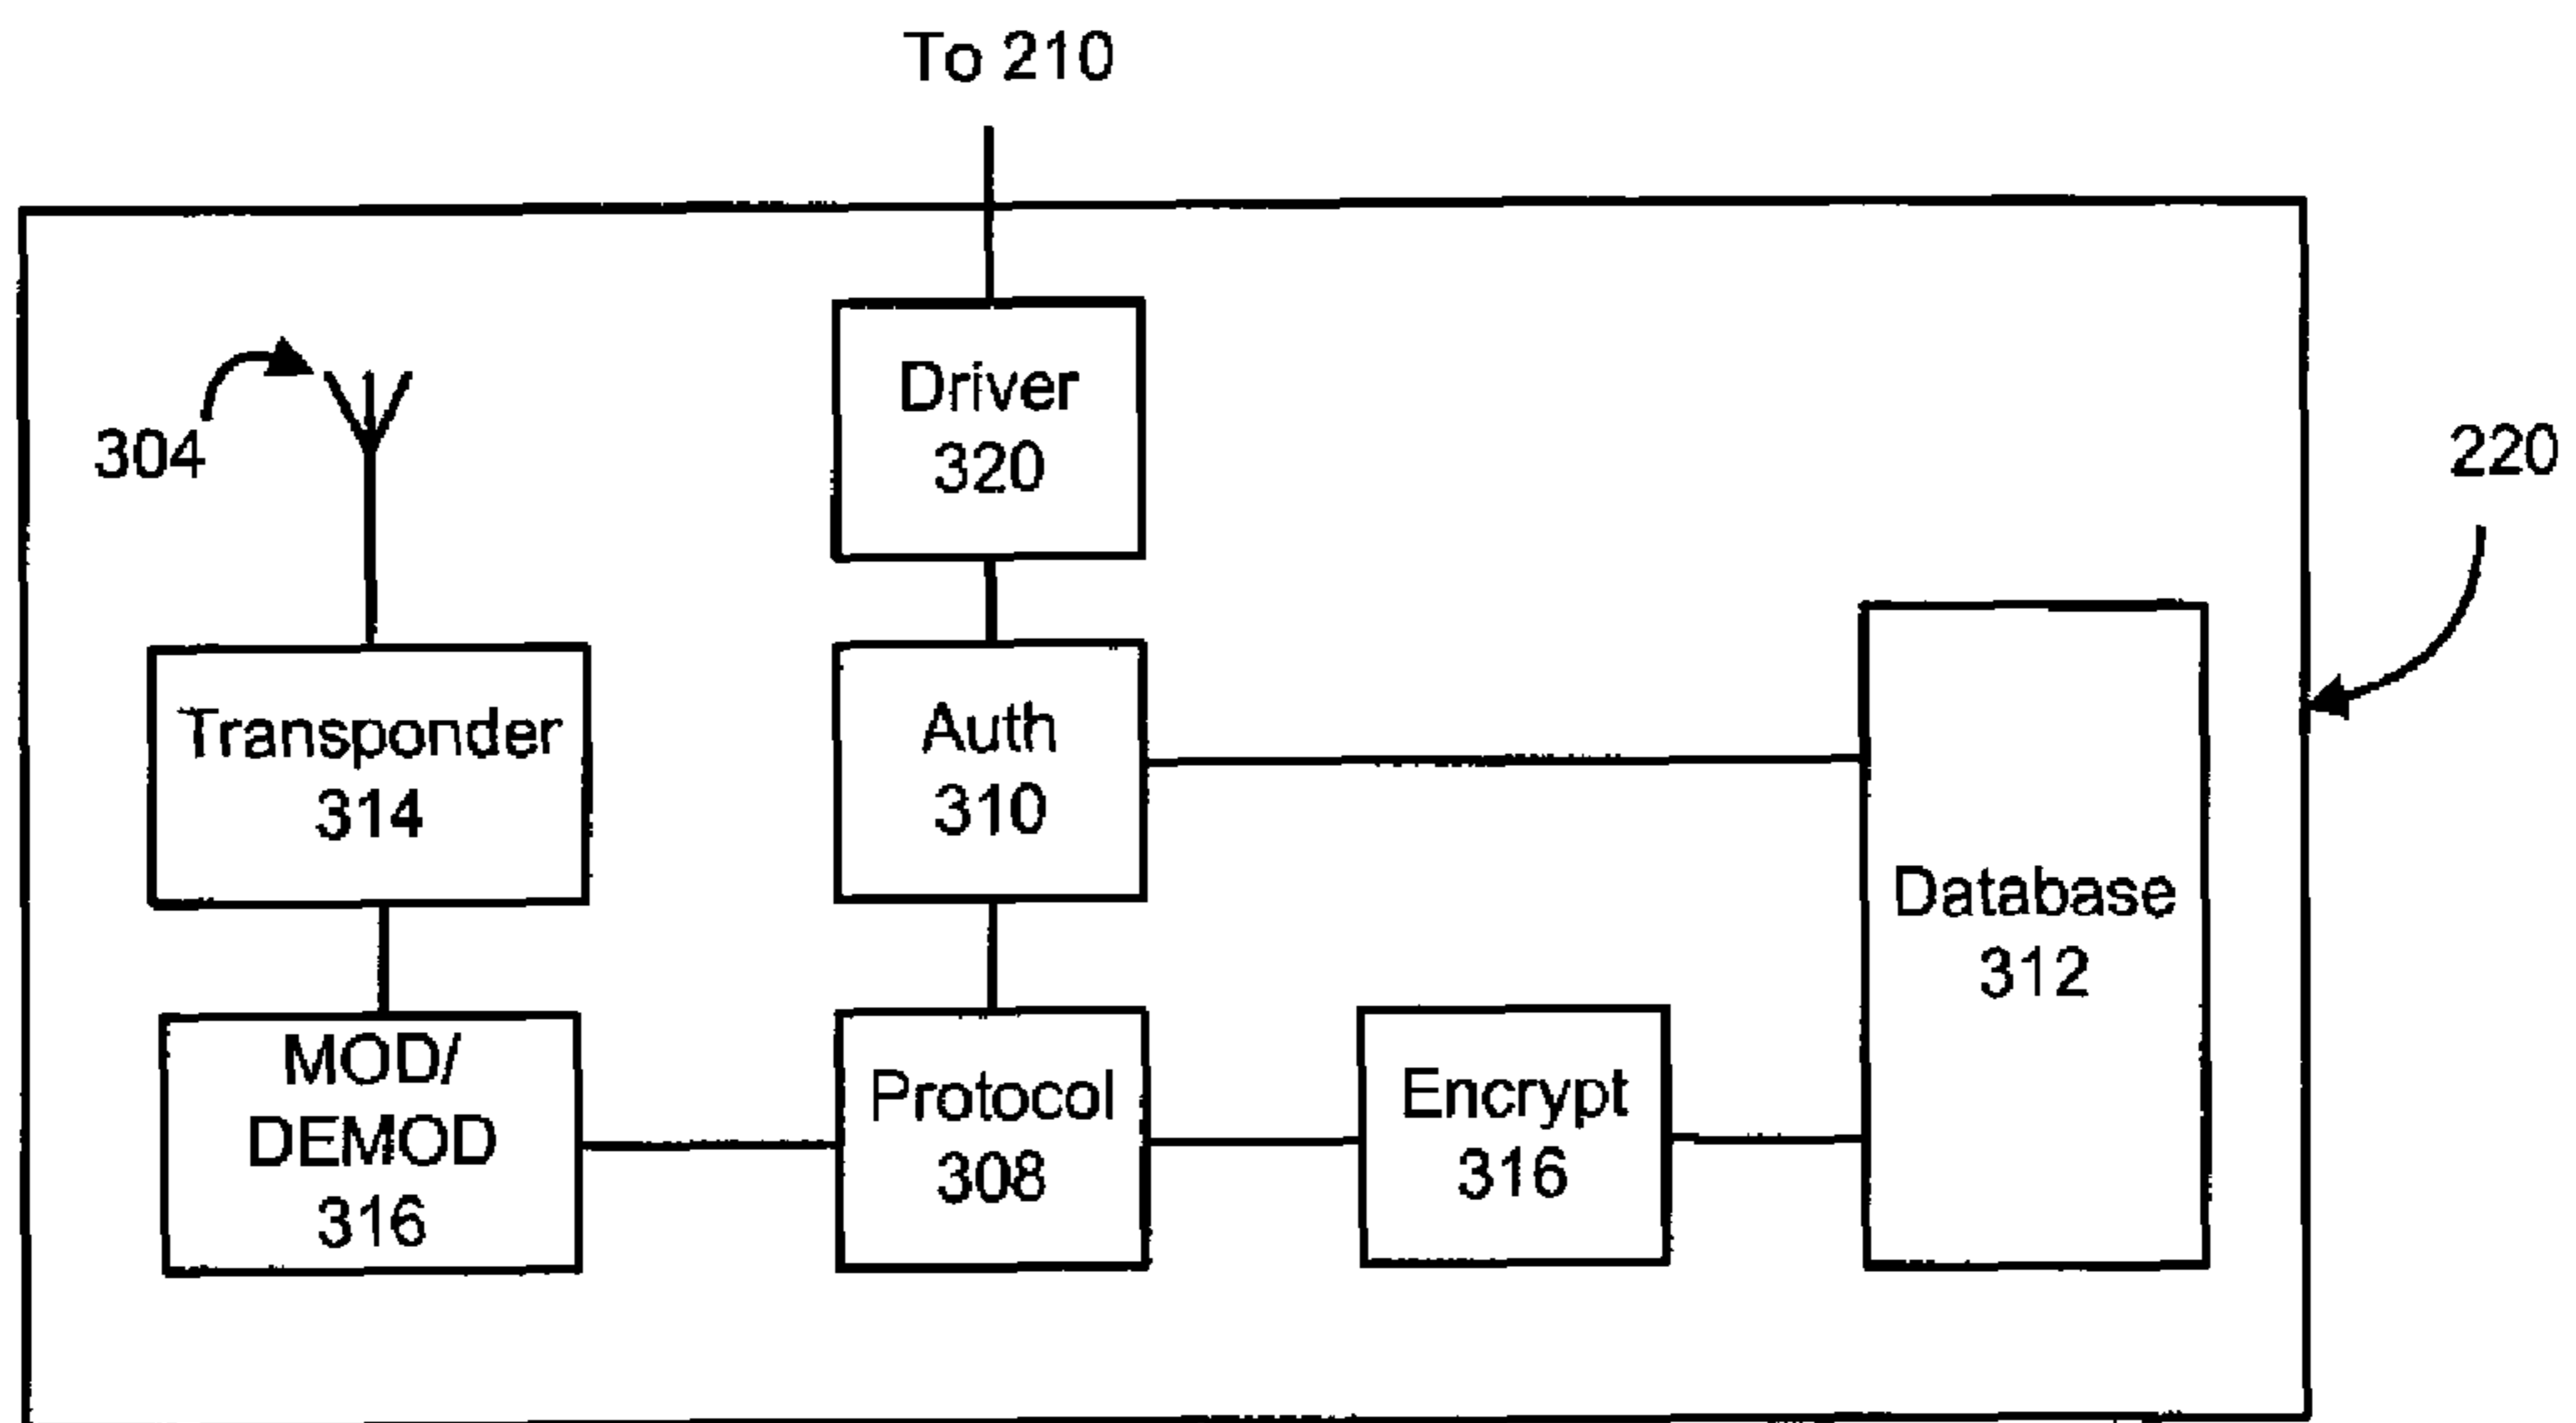 To 210
Driver
320
304
220
Transponder
314
Auth
310
Database
312
MOD/
DEMOD
316
Protocol
308
Encrypt
316